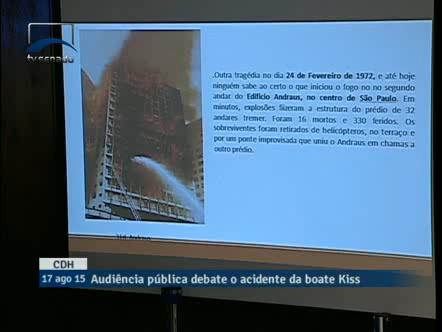 tv senado
.Outra tragédia no dia 24 de Fevereiro de 1972, e até hoje
ninguém sabe ao certo o que iniciou o fogo no no segundo
andar do Edifício Andraus, no centro de São Paulo. Em
minutos, explosões fizeram a estrutura do prédio de 32
andares tremer. Foram 16 mortos e 330 feridos. Os
sobreviventes foram retirados de helicópteros, no terraço e
por um ponte improvisada que uniu o Andraus em chamas
a outro prédio.
Andraus
CDH
17 ago 15 Audiência pública debate o acidente da boate Kiss